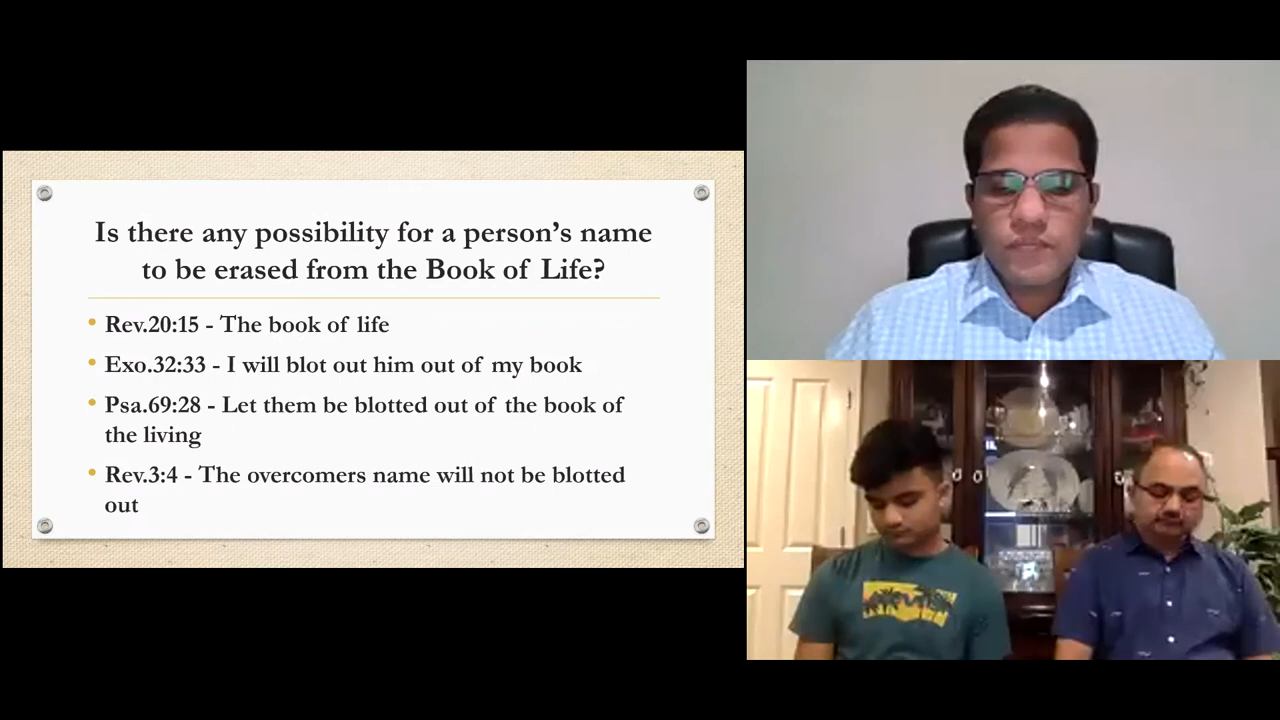 Is there any possibility for a person’s name
to be erased from the Book of Life?
• Rev.20:15 - The book of life
• Exo.32:33 - I will blot out him out of my book
• Psa.69:28 - Let them be blotted out of the book of
the living
• Rev.3:4 - The overcomers name will not be blotted
out